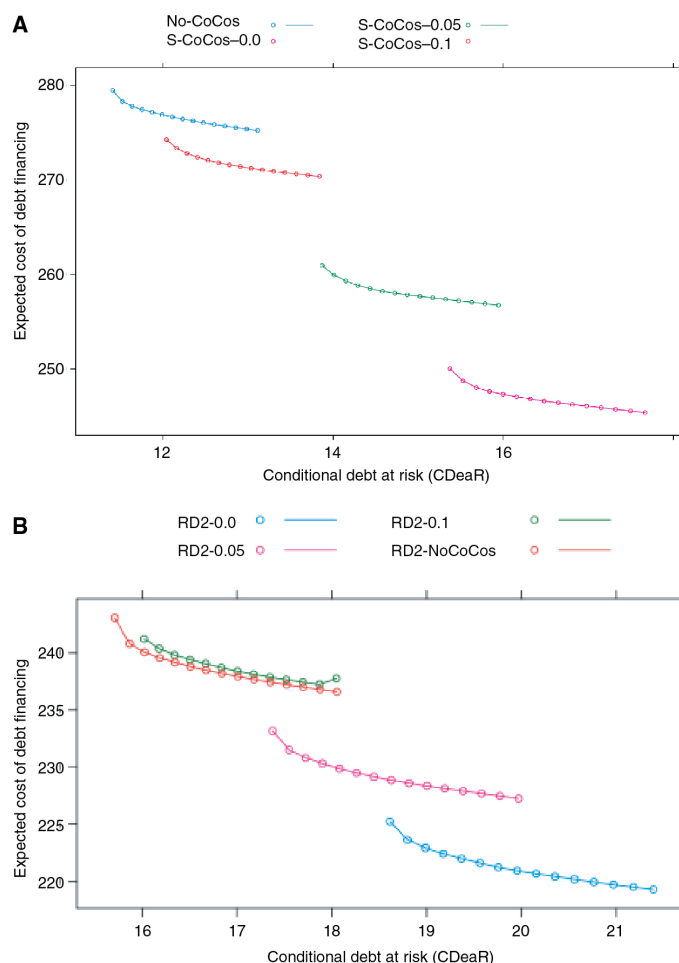 A
No-CoCos
S-CoCos–0.05
S-CoCos–0.0
S-CoCos–0.1
280
270
260
250
Expected cost of debt financing
12
14
16
Conditional debt at risk (CDeaR)
B
RD2-0.0
RD2-0.1
RD2-0.05
RD2-NoCoCos
240
235
230
225
220
Expected cost of debt financing
16
17
18
19
20
21
Conditional debt at risk (CDeaR)